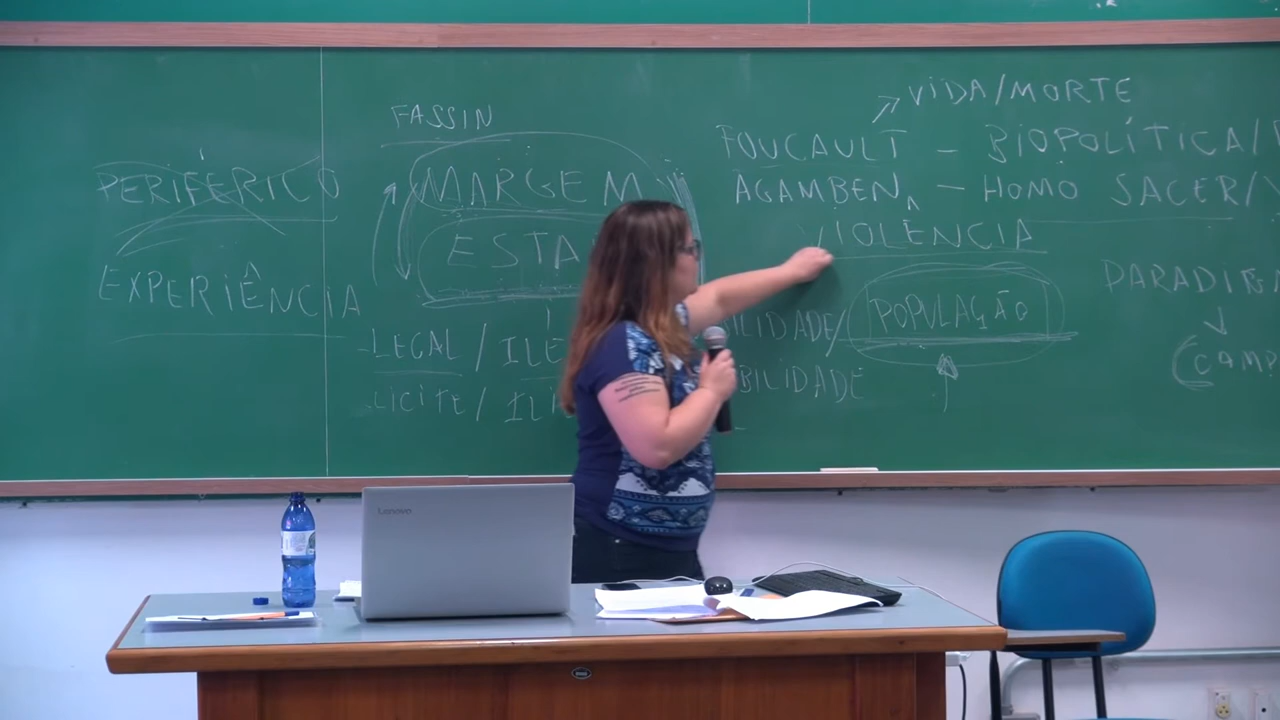 PERIFÉRICO
EXPERIÊNCIA
FASSIN
MARGEM
ESTA
LEGAL / ILE
LICITE / ILI
VIDA/MORTE
FOUCAULT - BIOPOLÍTICA/
AGAMBEN - HOMO SACER/
VIOLÊNCIA
ILIDADE/ POPULAÇÃO
BILIDADE
PARADIG
CAMP
Lenovo